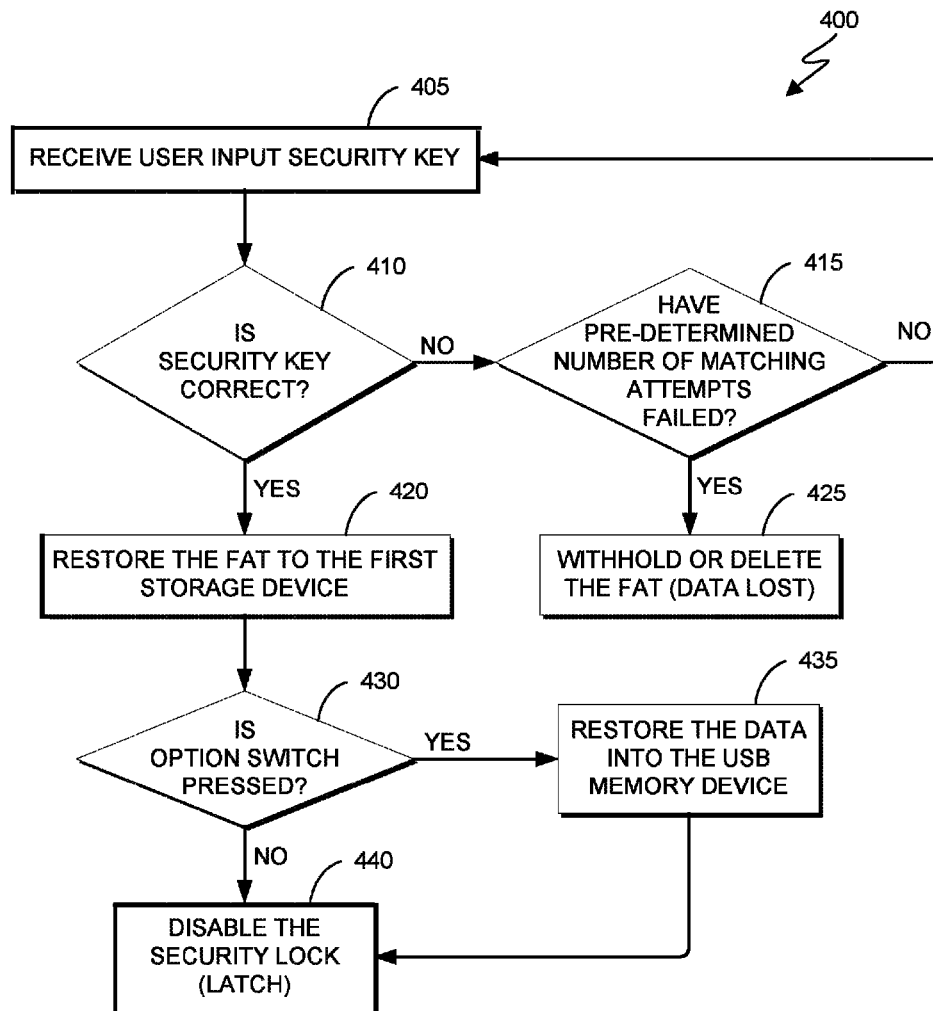 400
405
RECEIVE USER INPUT SECURITY KEY
410
IS
SECURITY KEY
CORRECT?
NO
415
HAVE
PRE-DETERMINED
NUMBER OF MATCHING
ATTEMPTS
FAILED?
NO
YES
420
RESTORE THE FAT TO THE FIRST
STORAGE DEVICE
YES
425
WITHHOLD OR DELETE
THE FAT (DATA LOST)
430
IS
OPTION SWITCH
PRESSED?
YES
435
RESTORE THE DATA
INTO THE USB
MEMORY DEVICE
NO
440
DISABLE THE
SECURITY LOCK
(LATCH)